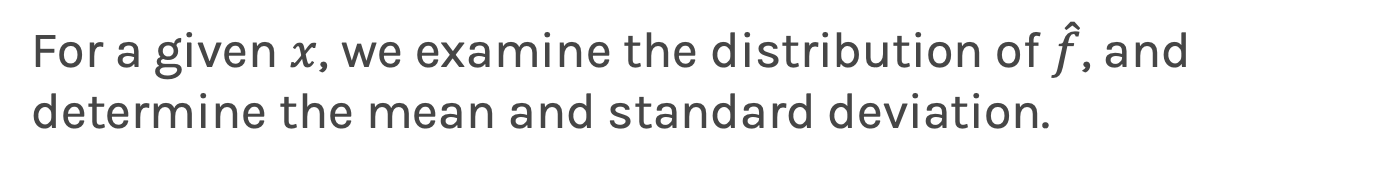 For a given x, we examine the distribution of f̂, and
determine the mean and standard deviation.